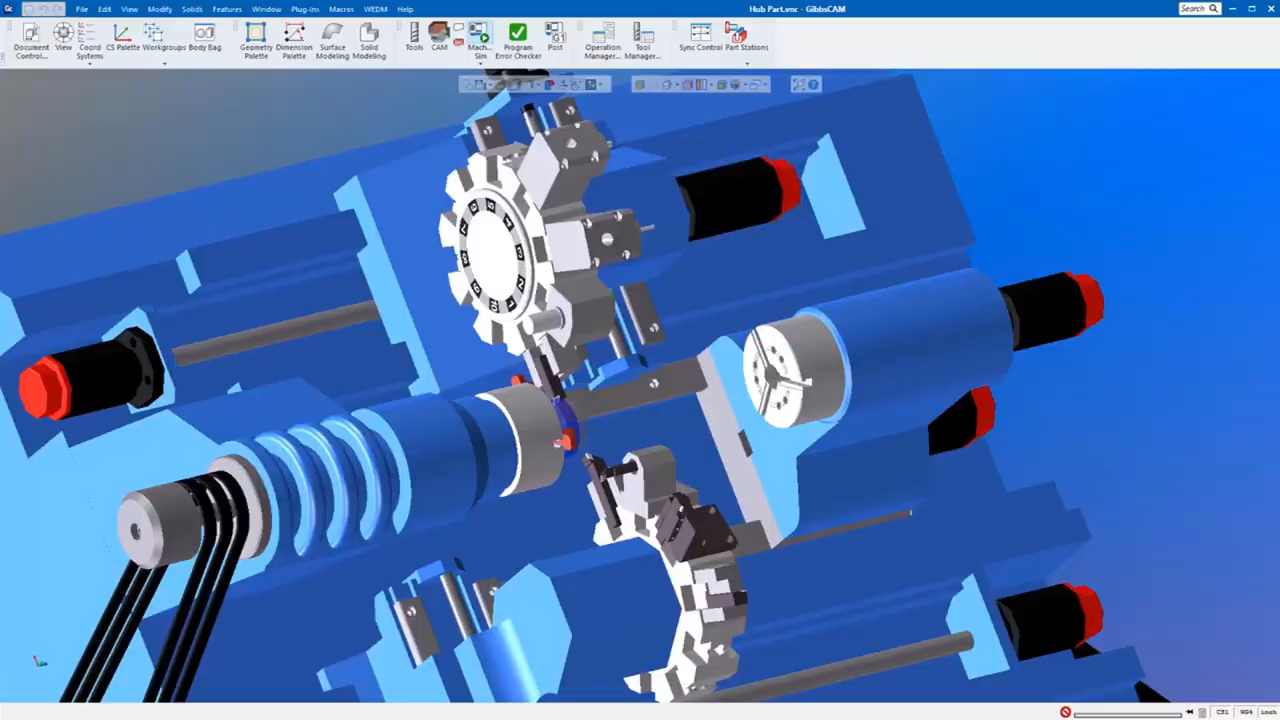 Gc File Edit View Modify Solids Features Window Plug-ins Macros WEDM Help
Hub Part.vnc - GibbsCAM
Search
Document Control... View Coord Systems CS Palette Workgroups Body Bag Geometry Palette Dimension Palette Surface Modeling Solid Modeling Tools CAM Mach... Sim Program Error Checker Post Operation Manager... Tool Manager... Sync Control Part Stations
CS1 WG4